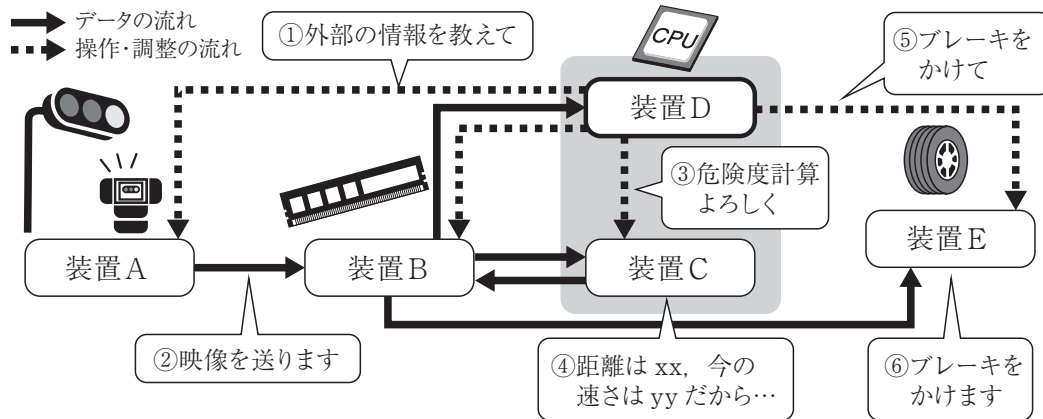 データの流れ
操作・調整の流れ
①外部の情報を教えて
CPU
⑤ブレーキを
かけて
装置D
③危険度計算
よろしく
装置A
装置B
装置C
装置E
②映像を送ります
④距離は xx, 今の
速さは yy だから…
⑥ブレーキを
かけます